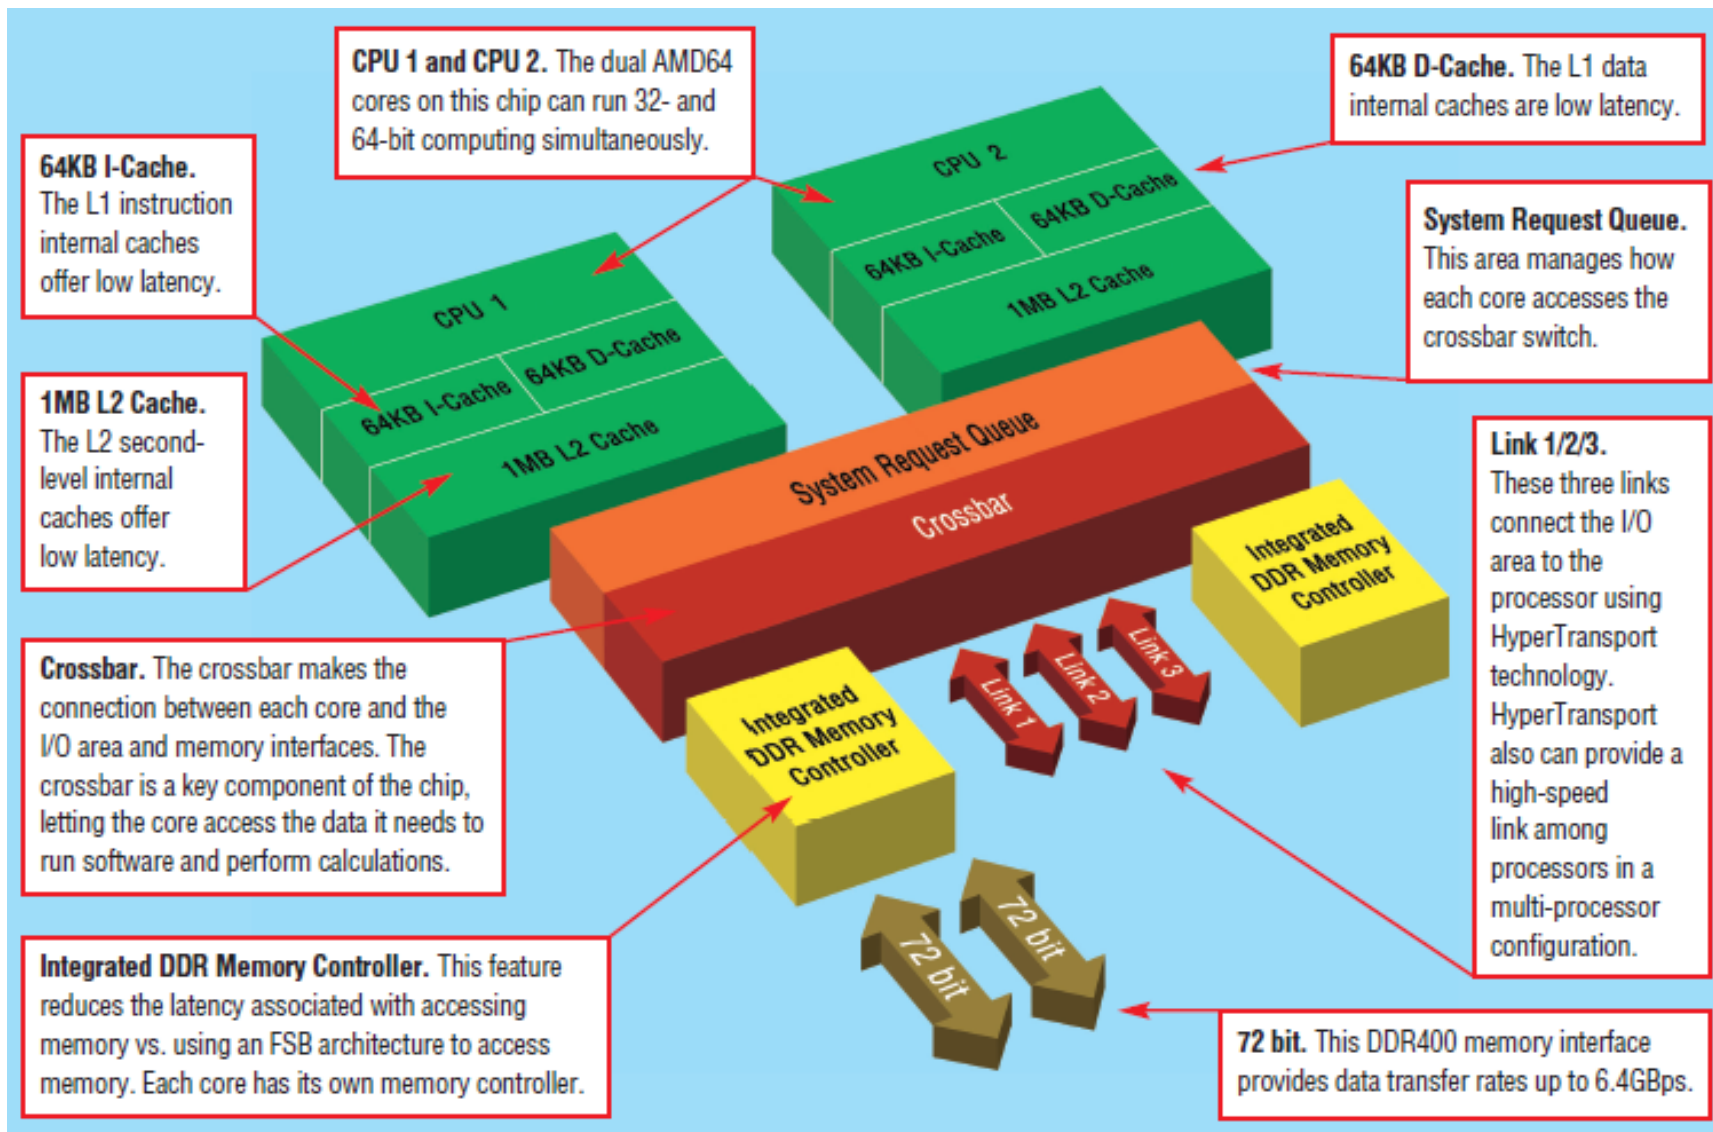 CPU 1 and CPU 2. The dual AMD64
cores on this chip can run 32- and
64-bit computing simultaneously.
64KB D-Cache. The L1 data
internal caches are low latency.
64KB I-Cache.
The L1 instruction
internal caches
offer low latency.
System Request Queue.
This area manages how
each core accesses the
crossbar switch.
1MB L2 Cache.
The L2 second-
level internal
caches offer
low latency.
CPU 2
64KB I-Cache
64KB D-Cache
1MB L2 Cache
CPU 1
64KB I-Cache
64KB D-Cache
1MB L2 Cache
System Request Queue
Crossbar
Integrated
DDR Memory
Controller
Integrated
DDR Memory
Controller
Link 1
Link 2
Link 3
72 bit
72 bit
Link 1/2/3.
These three links
connect the I/O
area to the
processor using
HyperTransport
technology.
HyperTransport
also can provide a
high-speed
link among
processors in a
multi-processor
configuration.
Crossbar. The crossbar makes the
connection between each core and the
I/O area and memory interfaces. The
crossbar is a key component of the chip,
letting the core access the data it needs to
run software and perform calculations.
Integrated DDR Memory Controller. This feature
reduces the latency associated with accessing
memory vs. using an FSB architecture to access
memory. Each core has its own memory controller.
72 bit. This DDR400 memory interface
provides data transfer rates up to 6.4GBps.